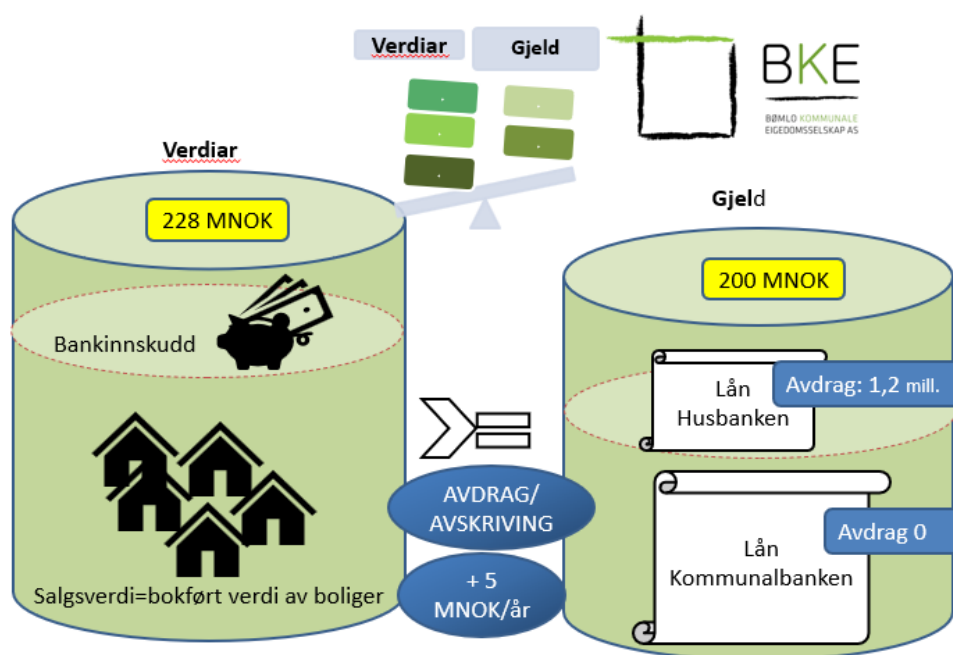 Verdiar
Gjeld
BKE
BØMLO KOMMUNALE
EIGEDOMSSELSKAP AS
Verdiar
228 MNOK
Bankinnskudd
Salgsverdi=bokført verdi av boliger
AVDRAG/
AVSKRIVING
+ 5
MNOK/år
Gjeld
200 MNOK
Lån
Husbanken
Avdrag: 1,2 mill.
Lån
Kommunalbanken
Avdrag 0